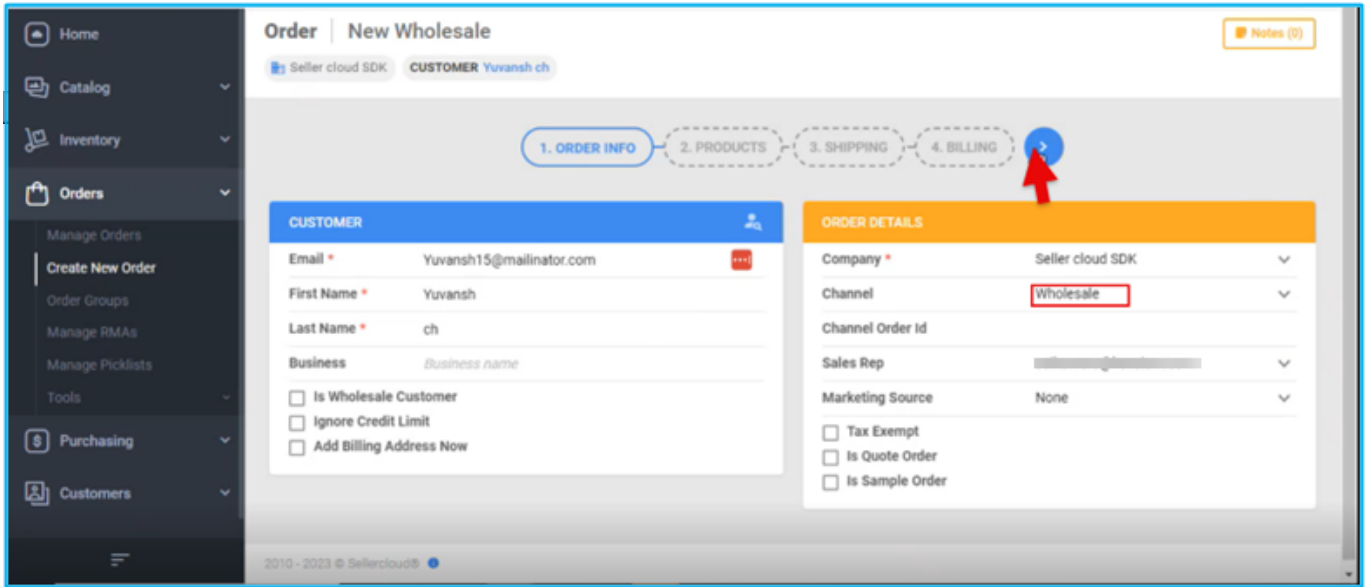 Home
Catalog
Inventory
Orders
Manage Orders
Create New Order
Order Groups
Manage RMAs
Manage Picklists
Tools
Purchasing
Customers
Order | New Wholesale
Notes (0)
Seller cloud SDK CUSTOMER Yuvansh ch
1. ORDER INFO 2. PRODUCTS 3. SHIPPING 4. BILLING
CUSTOMER
Email * Yuvansh15@mailinator.com
First Name * Yuvansh
Last Name * ch
Business Business name
Is Wholesale Customer
Ignore Credit Limit
Add Billing Address Now
ORDER DETAILS
Company * Seller cloud SDK
Channel Wholesale
Channel Order Id
Sales Rep
Marketing Source None
Tax Exempt
Is Quote Order
Is Sample Order
2010 - 2023 © Sellercloud®